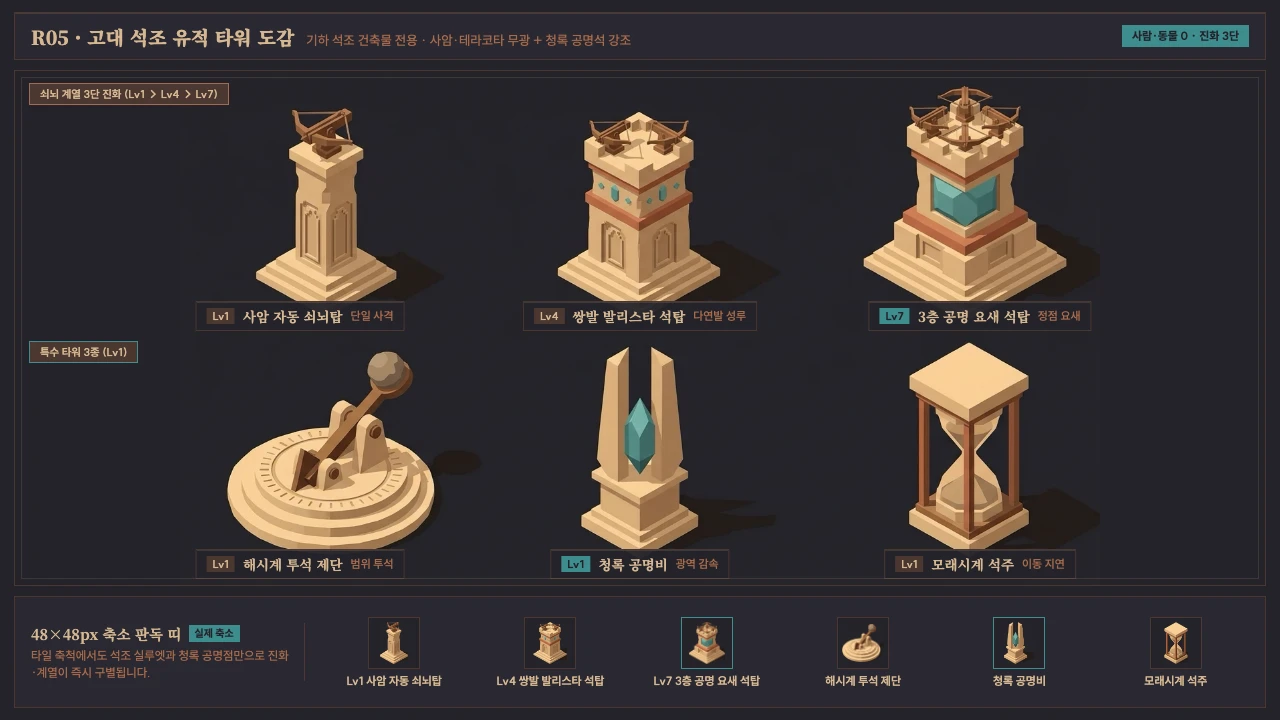 R05 · 고대 석조 유적 타워 도감 기하 석조 건축물 전용 · 사암·테라코타 무광 + 청록 공명석 강조
사람·동물 0 · 진화 3단
쇠뇌 계열 3단 진화 (Lv1 > Lv4 > Lv7)
Lv1 사암 자동 쇠뇌탑 단일 사격
Lv4 쌍발 발리스타 석탑 다연발 성루
Lv7 3층 공명 요새 석탑 정점 요새
특수 타워 3종 (Lv1)
Lv1 해시계 투석 제단 범위 투석
Lv1 청록 공명비 광역 감속
Lv1 모래시계 석주 이동 지연
48×48px 축소 판독 띠 실제 축소
타일 축척에서도 석조 실루엣과 청록 공명점만으로 진화
·계열이 즉시 구별됩니다.
Lv1 사암 자동 쇠뇌탑
Lv4 쌍발 발리스타 석탑
Lv7 3층 공명 요새 석탑
해시계 투석 제단
청록 공명비
모래시계 석주